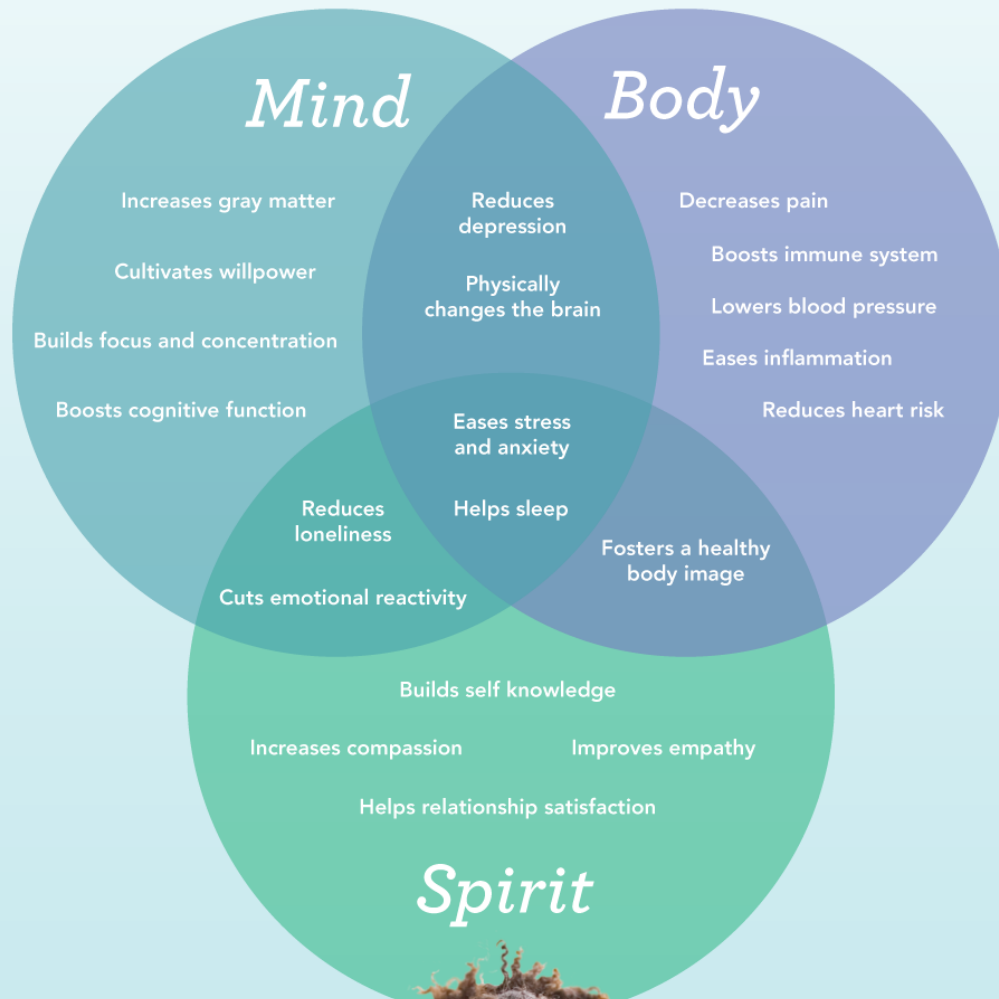 Mind
Body
Increases gray matter
Cultivates willpower
Builds focus and concentration
Boosts cognitive function
Reduces
depression
Physically
changes the brain
Decreases pain
Boosts immune system
Lowers blood pressure
Eases inflammation
Reduces heart risk
Eases stress
and anxiety
Helps sleep
Reduces
loneliness
Cuts emotional reactivity
Fosters a healthy
body image
Builds self knowledge
Increases compassion
Improves empathy
Helps relationship satisfaction
Spirit